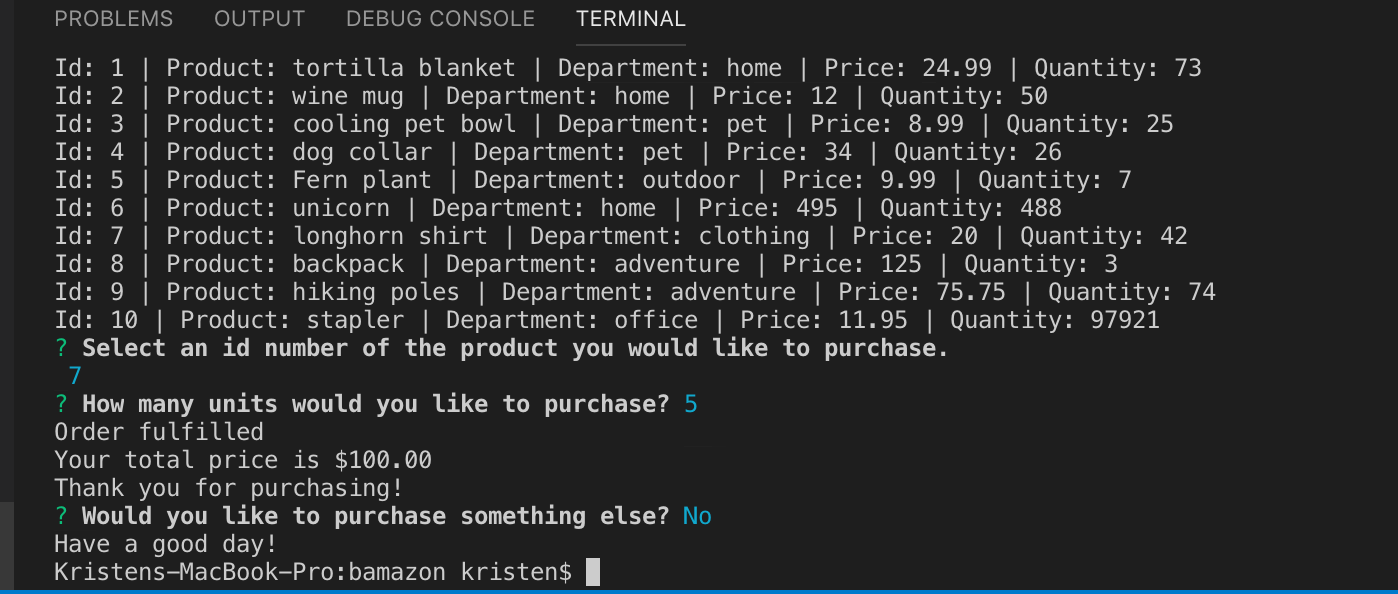 PROBLEMS OUTPUT DEBUG CONSOLE TERMINAL
Id: 1 | Product: tortilla blanket | Department: home | Price: 24.99 | Quantity: 73
Id: 2 | Product: wine mug | Department: home | Price: 12 | Quantity: 50
Id: 3 | Product: cooling pet bowl | Department: pet | Price: 8.99 | Quantity: 25
Id: 4 | Product: dog collar | Department: pet | Price: 34 | Quantity: 26
Id: 5 | Product: Fern plant | Department: outdoor | Price: 9.99 | Quantity: 7
Id: 6 | Product: unicorn | Department: home | Price: 495 | Quantity: 488
Id: 7 | Product: longhorn shirt | Department: clothing | Price: 20 | Quantity: 42
Id: 8 | Product: backpack | Department: adventure | Price: 125 | Quantity: 3
Id: 9 | Product: hiking poles | Department: adventure | Price: 75.75 | Quantity: 74
Id: 10 | Product: stapler | Department: office | Price: 11.95 | Quantity: 97921
? Select an id number of the product you would like to purchase.
7
? How many units would you like to purchase? 5
Order fulfilled
Your total price is $100.00
Thank you for purchasing!
? Would you like to purchase something else? No
Have a good day!
Kristens-MacBook-Pro:bamazon kristen$